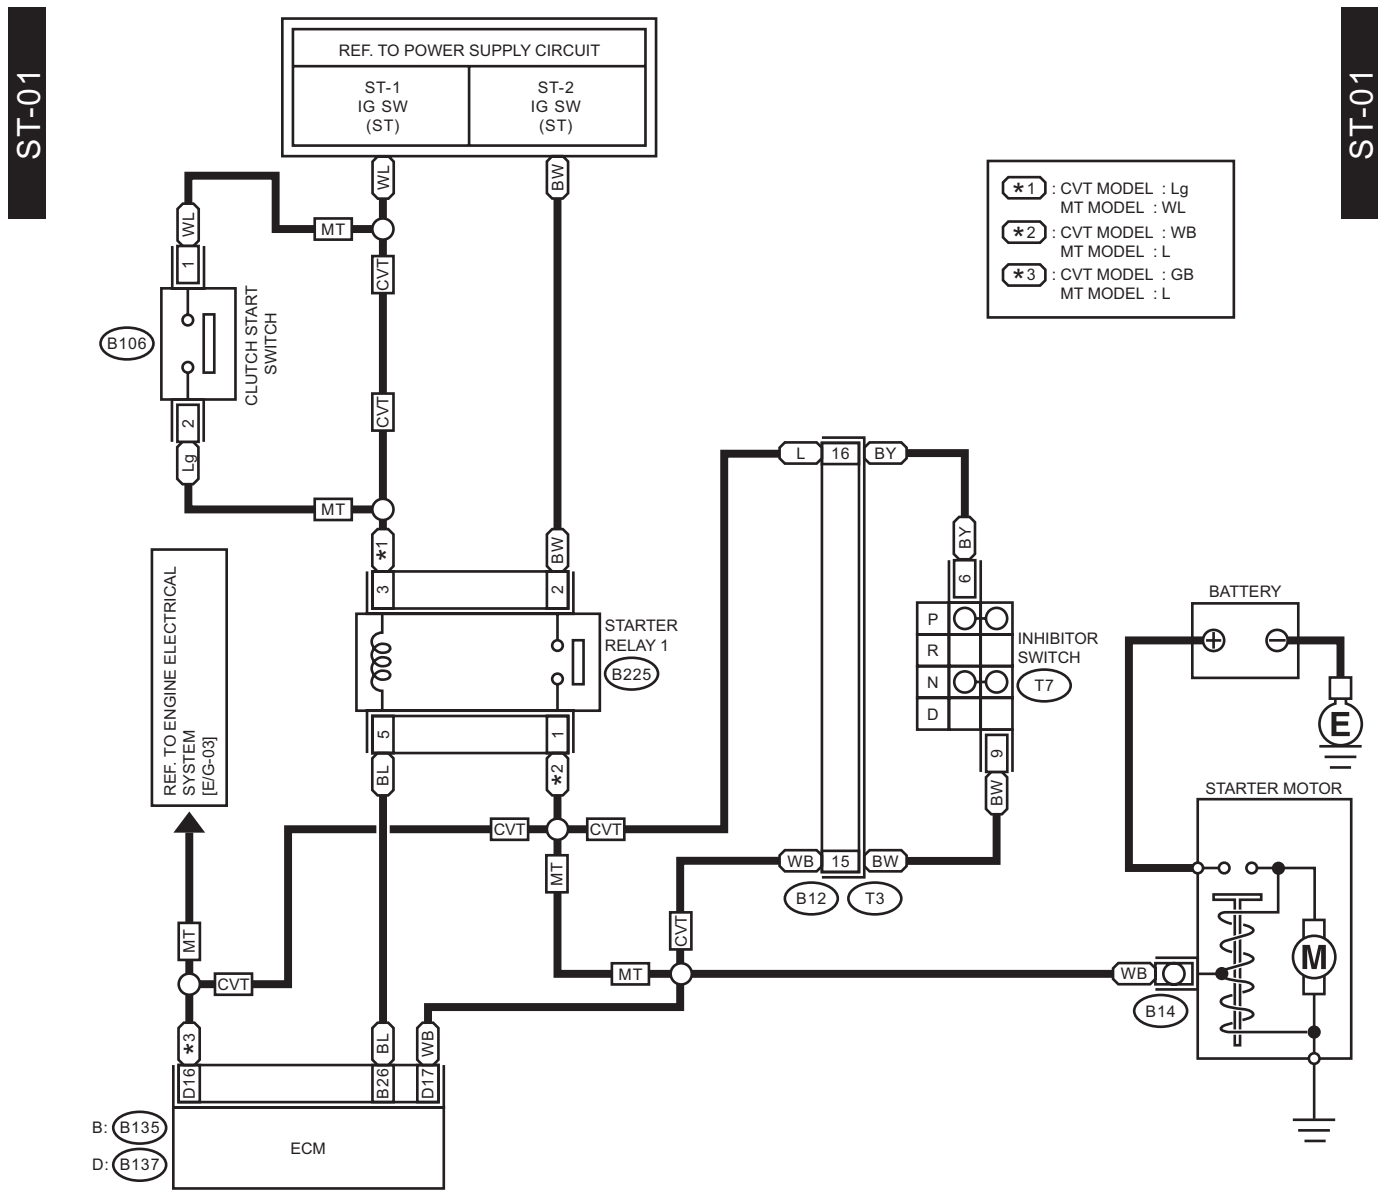 ST-01
ST-01
REF. TO POWER SUPPLY CIRCUIT
ST-1
IG SW
(ST)
ST-2
IG SW
(ST)
WL
BW
*1 : CVT MODEL : Lg
MT MODEL : WL
*2 : CVT MODEL : WB
MT MODEL : L
*3 : CVT MODEL : GB
MT MODEL : L
WL
MT
1
CVT
B106
CLUTCH START
SWITCH
2
CVT
Lg
MT
L
16
BY
*1
BW
BY
3
2
6
REF. TO ENGINE ELECTRICAL
SYSTEM
[E/G-03]
STARTER
RELAY 1
B225
P
R
N
D
INHIBITOR
SWITCH
T7
BATTERY
+
−
E
5
1
9
BL
*2
BW
STARTER MOTOR
CVT
CVT
MT
WB
15
BW
B12
T3
MT
CVT
CVT
MT
WB
B14
M
*3
BL
WB
D16
B26
D17
B: B135
D: B137
ECM